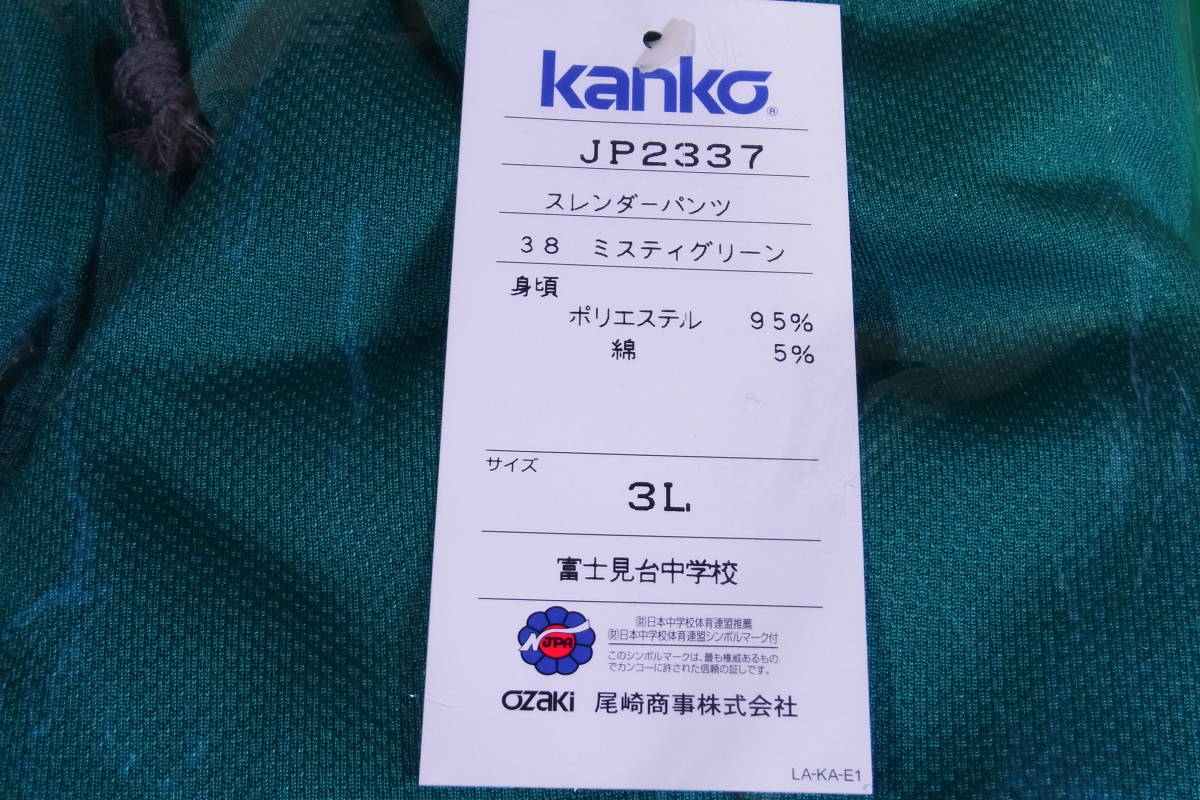 kanko®
JP2337
スレンダーパンツ
38 ミスティグリーン
身頃
ポリエステル 95%
綿 5%
サイズ
3L
富士見台中学校
N JPA
(財)日本中学校体育連盟推薦
(財)日本中学校体育連盟シンボルマーク付
このシンボルマークは、最も権威あるもの
でカンコーに許された信頼の証しです。
OZAKI 尾崎商事株式会社
LA-KA-E1